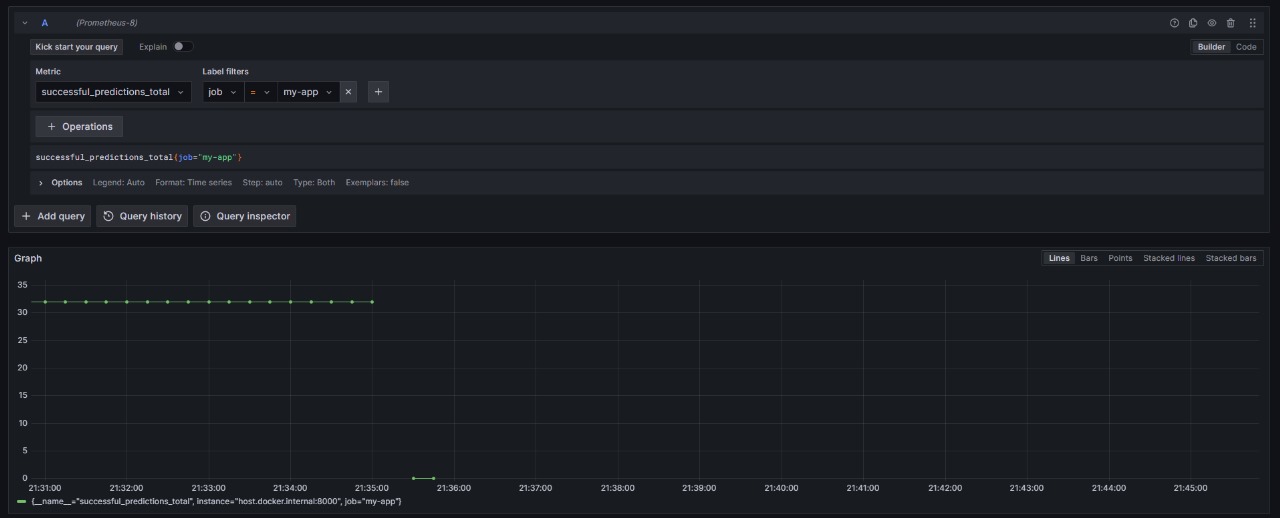 A (Prometheus-8)
Kick start your query Explain Builder Code
Metric Label filters
successful_predictions_total job = my-app × +
+ Operations
successful_predictions_total{job="my-app"}
> Options Legend: Auto Format: Time series Step: auto Type: Both Exemplars: false
+ Add query Query history Query inspector
Graph Lines Bars Points Stacked lines Stacked bars
35
30
25
20
15
10
5
0
21:31:00 21:32:00 21:33:00 21:34:00 21:35:00 21:36:00 21:37:00 21:38:00 21:39:00 21:40:00 21:41:00 21:42:00 21:43:00 21:44:00 21:45:00
{__name__="successful_predictions_total", instance="host.docker.internal:8000", job="my-app"}